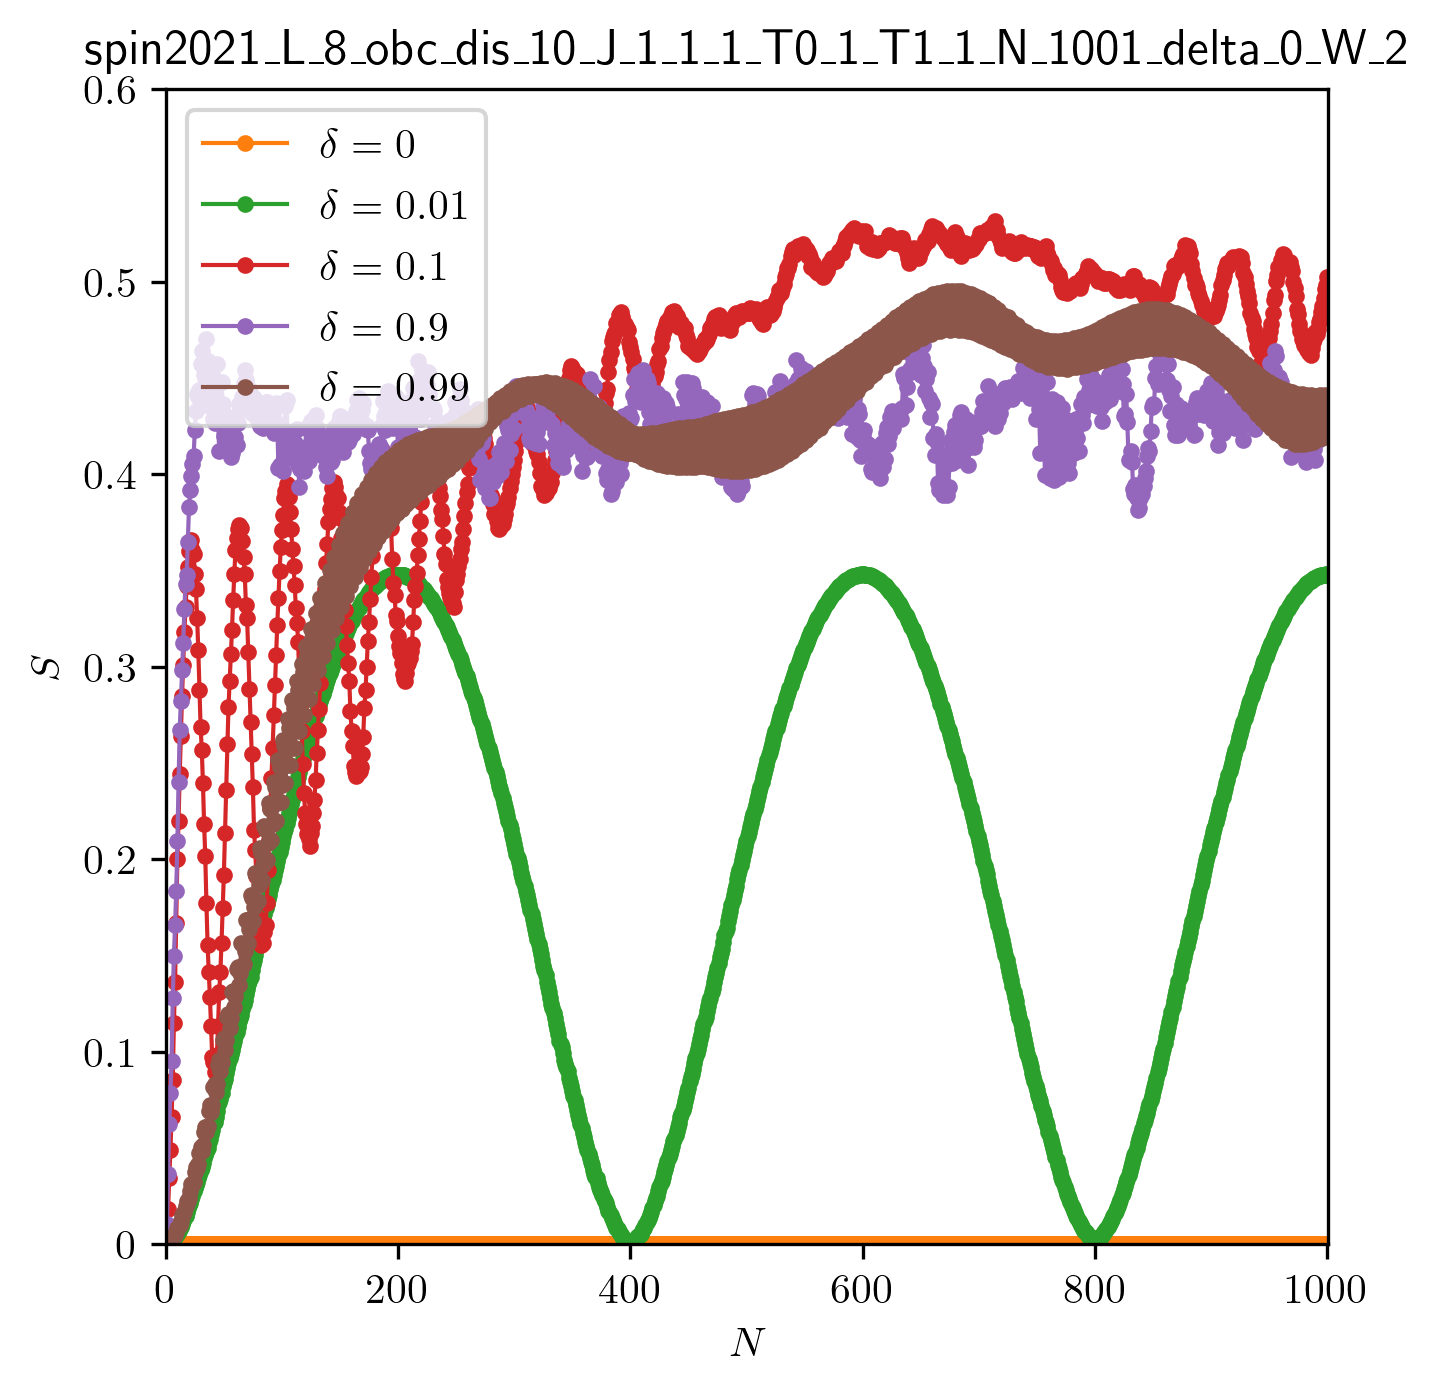 spin2021_L_8_obc_dis_10_J_1_1_1_T0_1_T1_1_N_1001_delta_0_W_2
0.6
0.5
0.4
0.3
0.2
0.1
0
S
δ = 0
δ = 0.01
δ = 0.1
δ = 0.9
δ = 0.99
0 200 400 600 800 1000
N